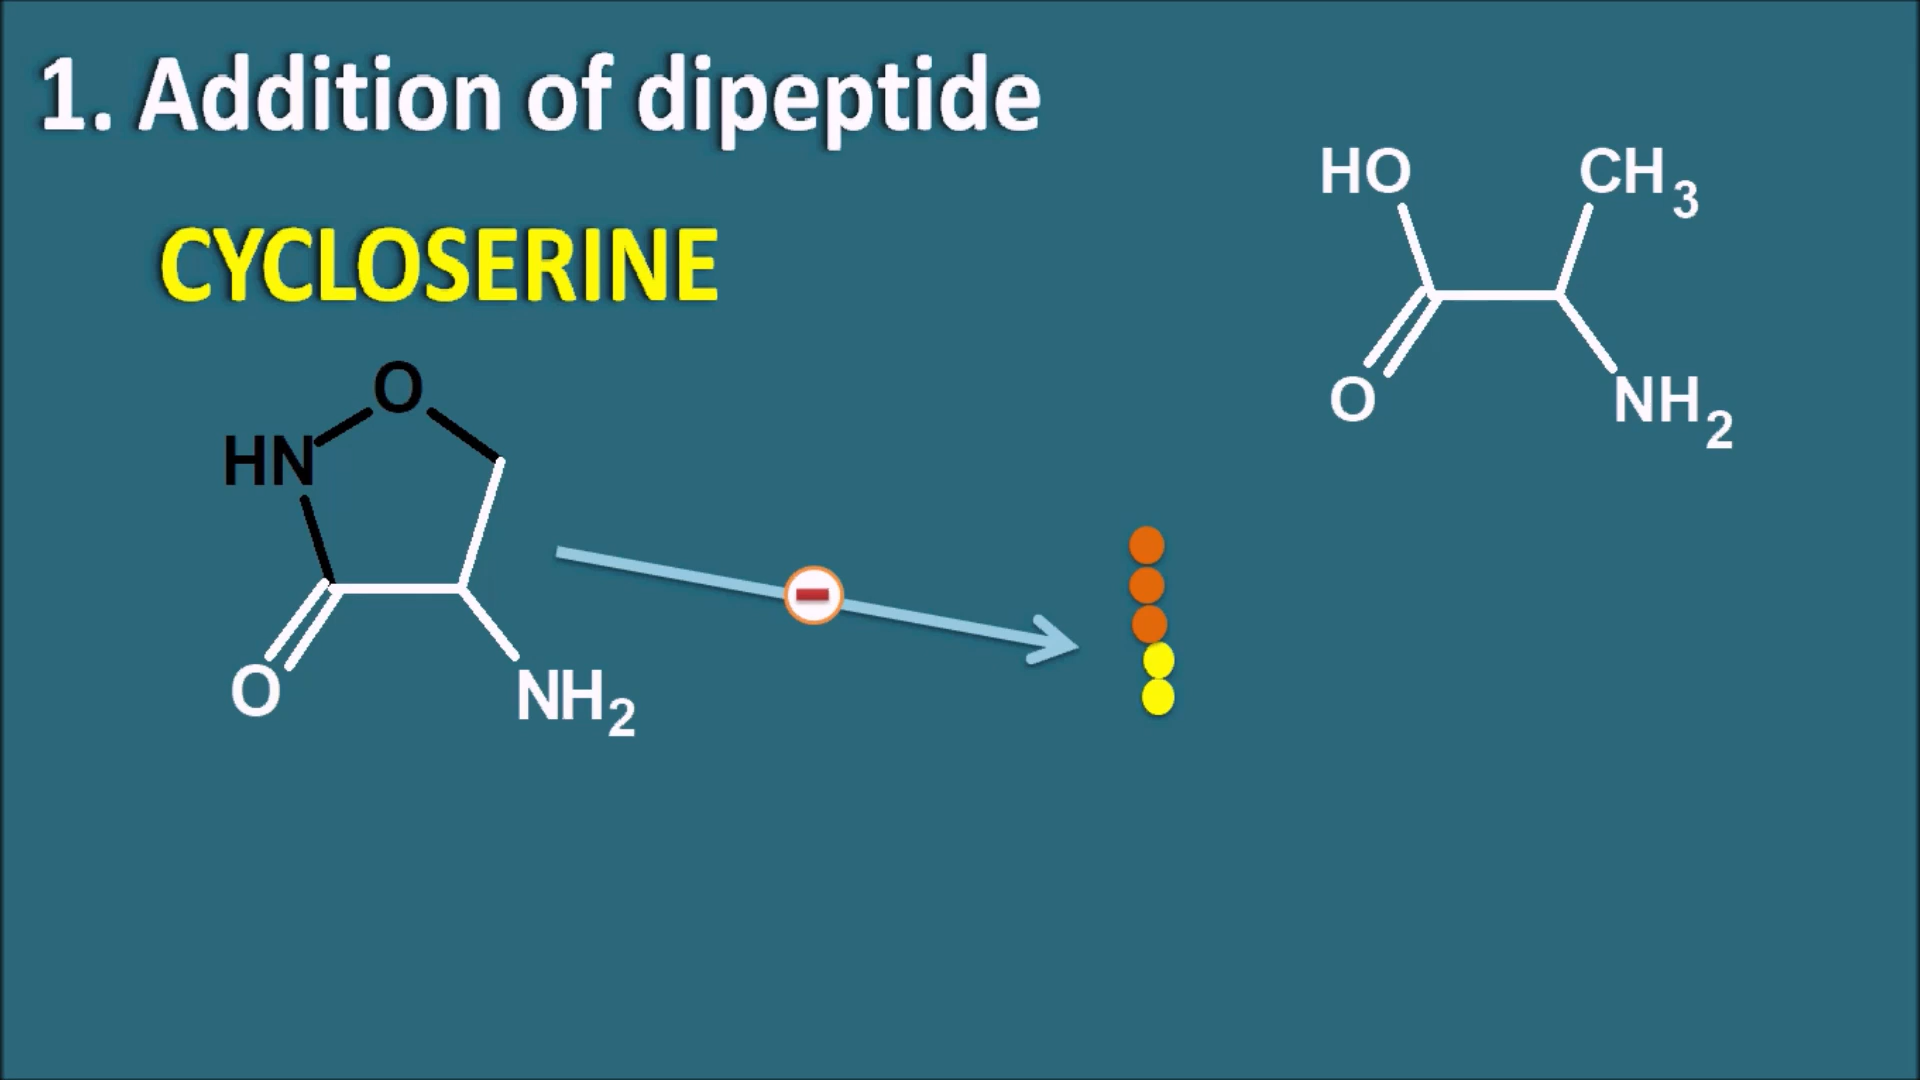 1. Addition of dipeptide
CYCLOSERINE
HO
CH3
O
NH2
O
HN
O
NH2